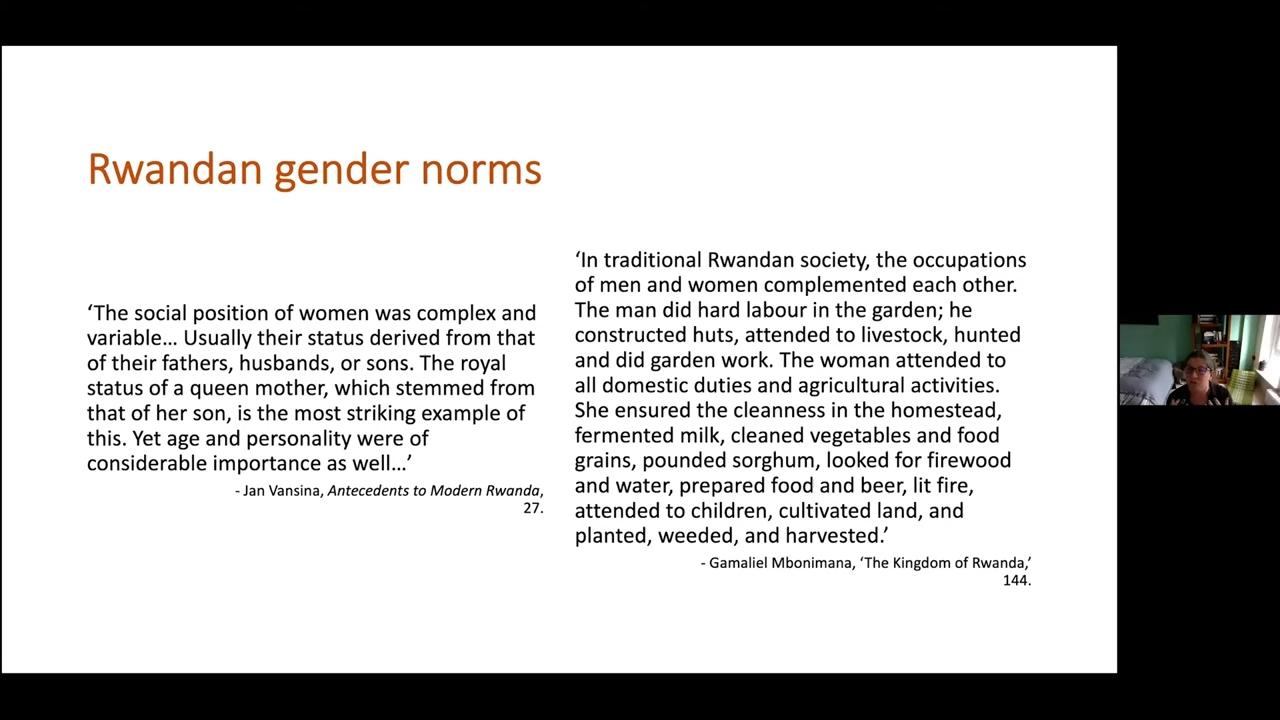 Rwandan gender norms
‘The social position of women was complex and
variable… Usually their status derived from that
of their fathers, husbands, or sons. The royal
status of a queen mother, which stemmed from
that of her son, is the most striking example of
this. Yet age and personality were of
considerable importance as well…’
- Jan Vansina, Antecedents to Modern Rwanda,
27.
‘In traditional Rwandan society, the occupations
of men and women complemented each other.
The man did hard labour in the garden; he
constructed huts, attended to livestock, hunted
and did garden work. The woman attended to
all domestic duties and agricultural activities.
She ensured the cleanness in the homestead,
fermented milk, cleaned vegetables and food
grains, pounded sorghum, looked for firewood
and water, prepared food and beer, lit fire,
attended to children, cultivated land, and
planted, weeded, and harvested.’
- Gamaliel Mbonimana, ‘The Kingdom of Rwanda,’
144.